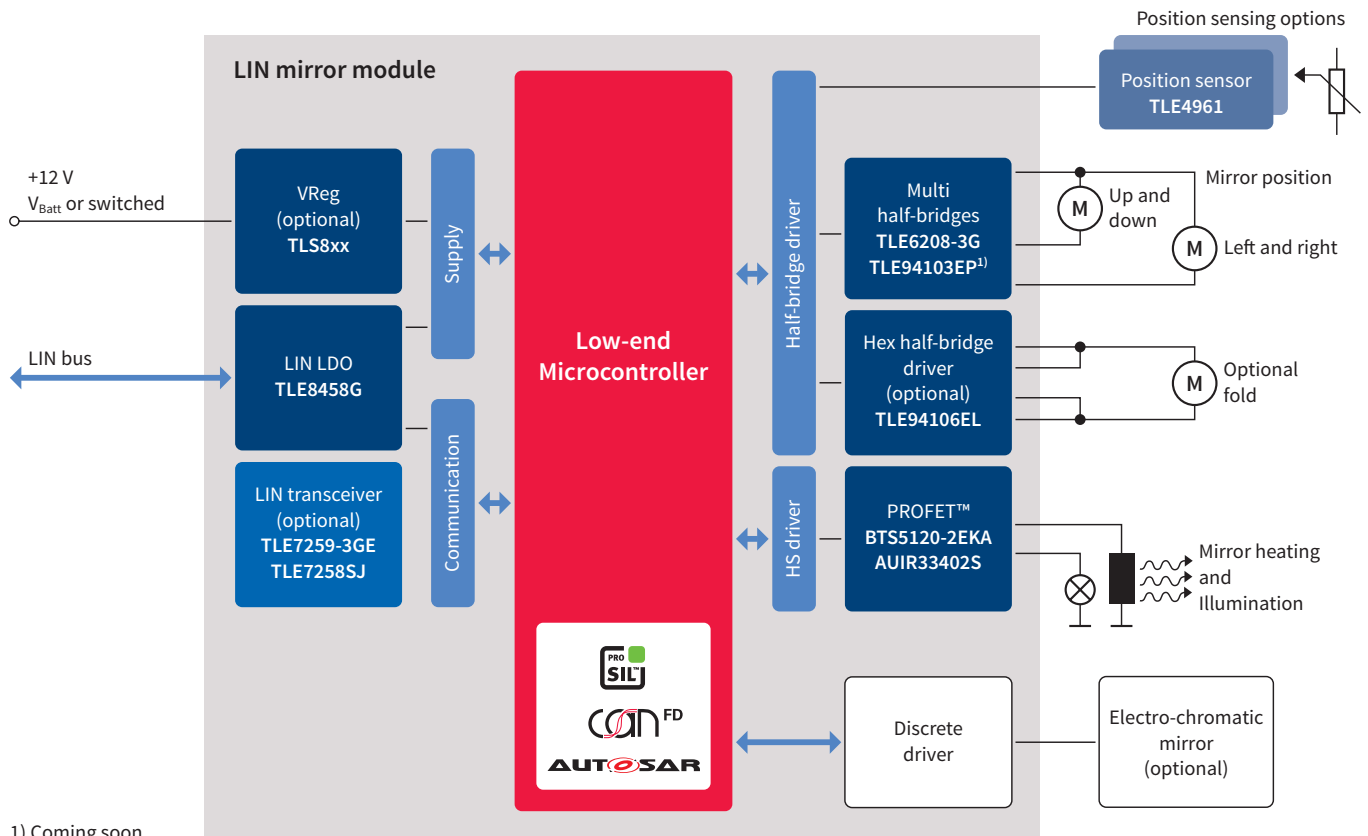 Position sensing options
LIN mirror module
Position sensor
TLE4961
+12 V
VBatt or switched
VReg
(optional)
TLS8xx
Supply
LIN bus
LIN LDO
TLE8458G
LIN transceiver
(optional)
TLE7259-3GE
TLE7258SJ
Communication
Low-end
Microcontroller
PRO
SIL™
CAN FD
AUTOSAR
Half-bridge driver
Multi
half-bridges
TLE6208-3G
TLE94103EP1)
M
Up and
down
Mirror position
M
Left and right
Hex half-bridge
driver
(optional)
TLE94106EL
M
Optional
fold
HS driver
PROFET™
BTS5120-2EKA
AUIR33402S
Mirror heating
and
Illumination
Discrete
driver
Electro-chromatic
mirror
(optional)
1) Coming soon